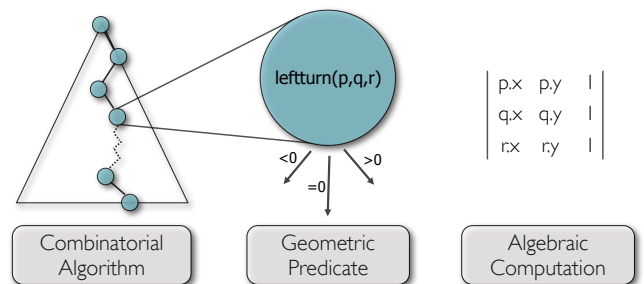 leftturn(p,q,r)
<0
=0
>0
p.x p.y 1
q.x q.y 1
r.x r.y 1
Combinatorial
Algorithm
Geometric
Predicate
Algebraic
Computation